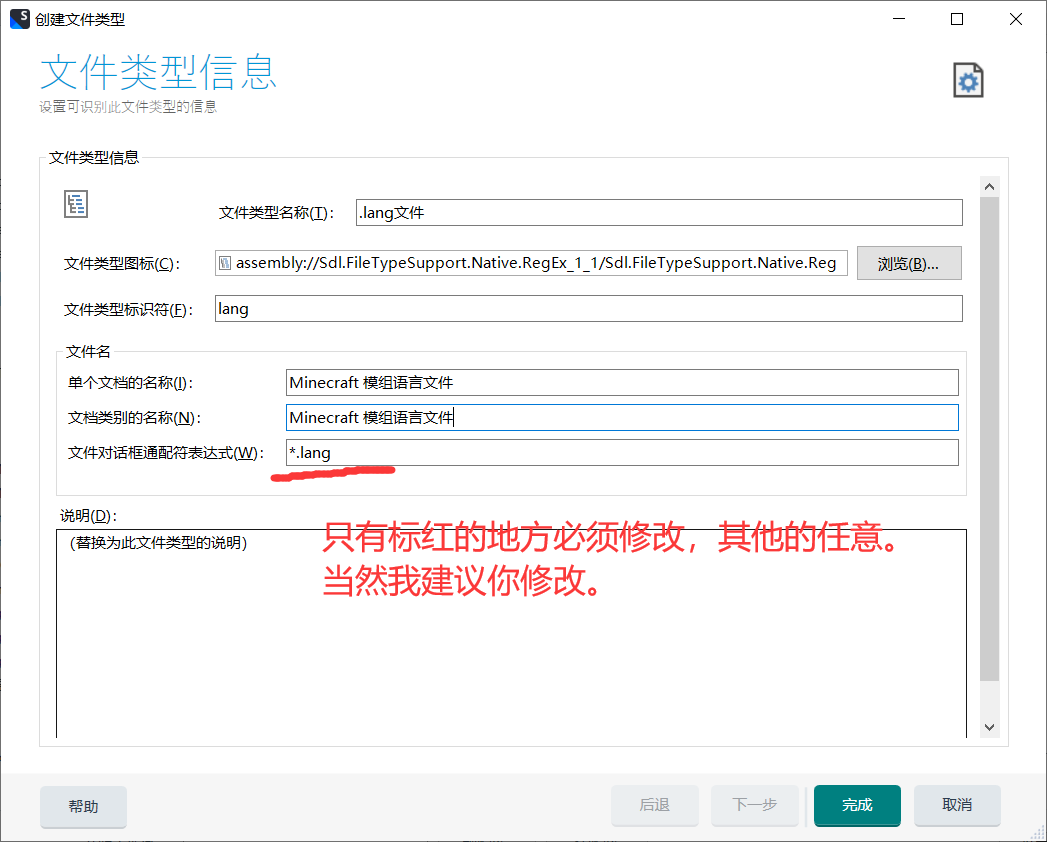 创建文件类型
文件类型信息
设置可识别此文件类型的信息
文件类型信息
文件类型名称(T)： .lang文件
文件类型图标(C)： assembly://Sdl.FileTypeSupport.Native.RegEx_1_1/Sdl.FileTypeSupport.Native.Reg 浏览(B)...
文件类型标识符(F)： lang
文件名
单个文档的名称(I)： Minecraft 模组语言文件
文档类别的名称(N)： Minecraft 模组语言文件
文件对话框通配符表达式(W)： *.lang
说明(D)：
(替换为此文件类型的说明)
只有标红的地方必须修改，其他的任意。
当然我建议你修改。
帮助 后退 下一步 完成 取消